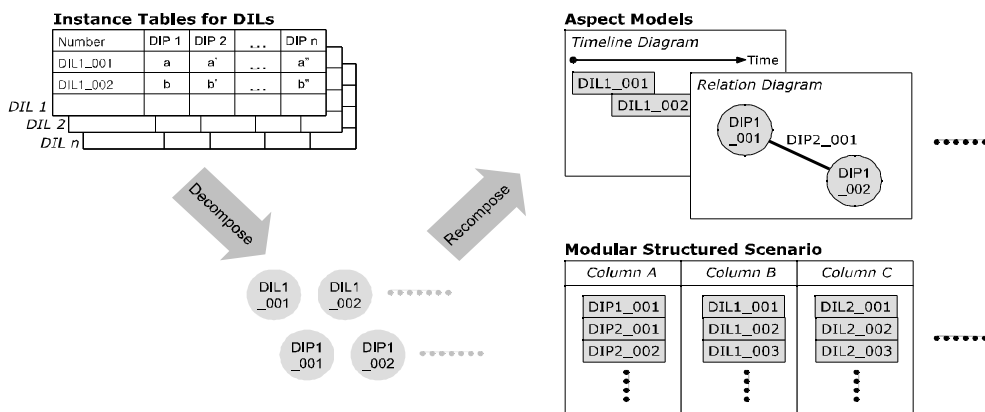 Instance Tables for DILs
Number DIP 1 DIP 2 ... DIP n
DIL1_001 a a' ... a"
DIL1_002 b b' ... b"
DIL 1
DIL 2
DIL n
Decompose
Recompose
DIL1
_001
DIL1
_002
DIP1
_001
DIP1
_002
Aspect Models
Timeline Diagram
Time
DIL1_001
DIL1_002
Relation Diagram
DIP1
_001
DIP2_001
DIP1
_002
Modular Structured Scenario
Column A Column B Column C
DIP1_001 DIL1_001 DIL2_001
DIP2_001 DIL1_002 DIL2_002
DIP2_002 DIL1_003 DIL2_003